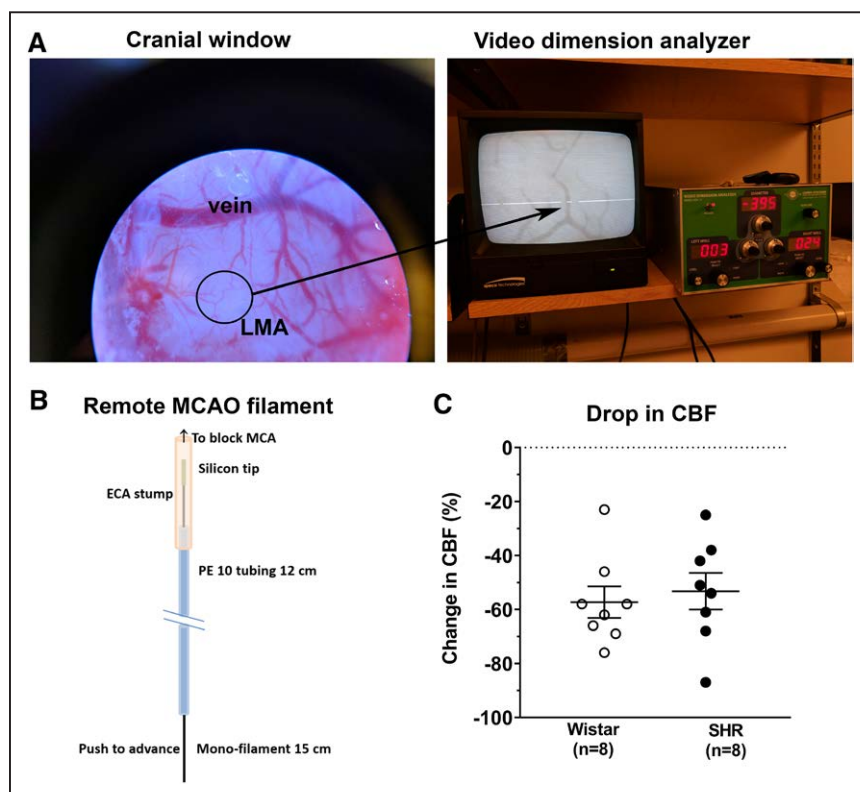 A
Cranial window
Video dimension analyzer
vein
LMA
DIAMETER
-395
003
024
B
Remote MCAO filament
To block MCA
Silicon tip
ECA stump
PE 10 tubing 12 cm
Push to advance
Mono-filament 15 cm
C
Drop in CBF
Change in CBF (%)
0
-20
-40
-60
-80
-100
Wistar
(n=8)
SHR
(n=8)